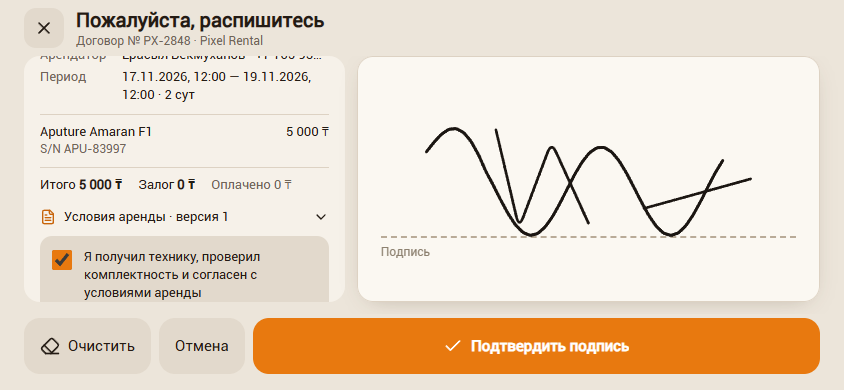 Пожалуйста, распишитесь
Договор № PX-2848 · Pixel Rental
Арендатор
Период 17.11.2026, 12:00 — 19.11.2026,
12:00 · 2 сут
Aputure Amaran F1 5 000 ₸
S/N APU-83997
Итого 5 000 ₸ Залог 0 ₸ Оплачено 0 ₸
Условия аренды · версия 1
Я получил технику, проверил
комплектность и согласен с
условиями аренды
Подпись
Очистить
Отмена
Подтвердить подпись